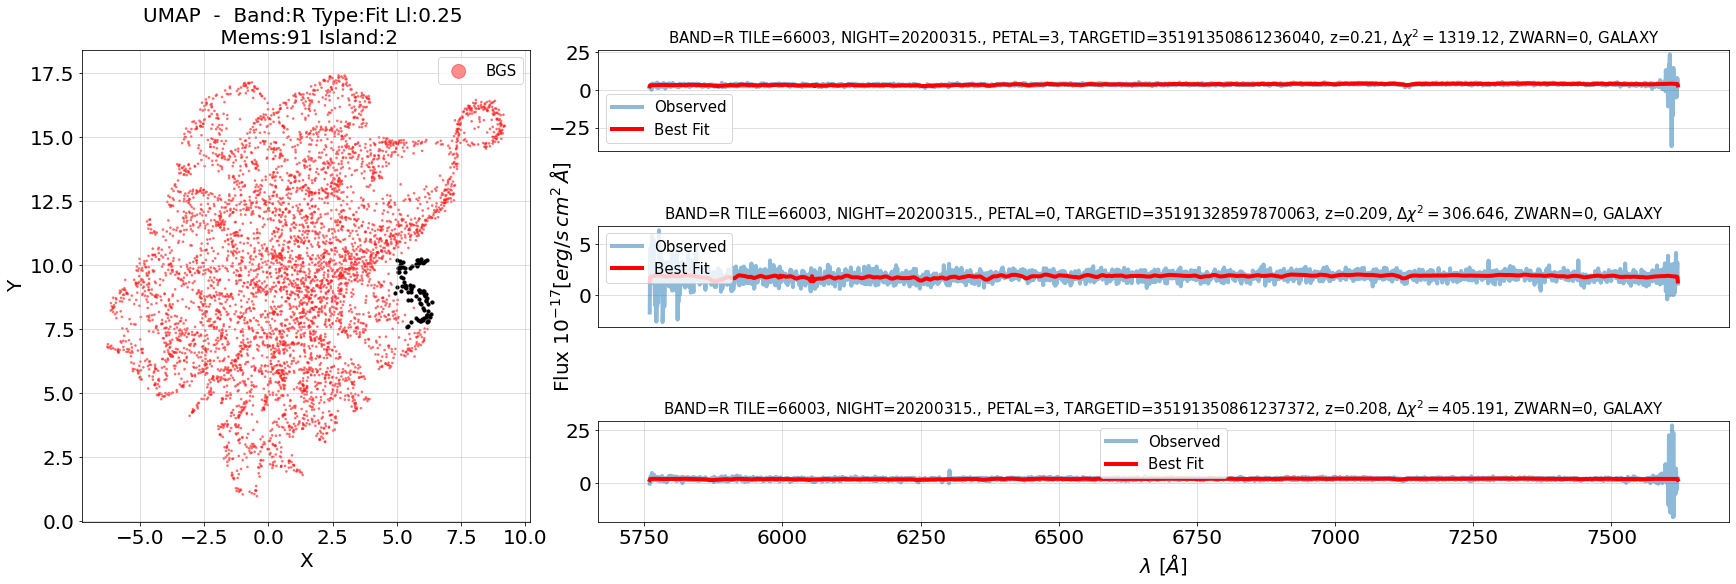 UMAP - Band:R Type:Fit Ll:0.25
Mems:91 Island:2
BGS
17.5
15.0
12.5
10.0
7.5
5.0
2.5
0.0
Y
−5.0 −2.5 0.0 2.5 5.0 7.5 10.0
X
BAND=R TILE=66003, NIGHT=20200315., PETAL=3, TARGETID=35191350861236040, z=0.21, Δχ² = 1319.12, ZWARN=0, GALAXY
25
0
−25
Observed
Best Fit
BAND=R TILE=66003, NIGHT=20200315., PETAL=0, TARGETID=35191328597870063, z=0.209, Δχ² = 306.646, ZWARN=0, GALAXY
5
0
Observed
Best Fit
Flux 10⁻¹⁷[erg/s cm² Å]
BAND=R TILE=66003, NIGHT=20200315., PETAL=3, TARGETID=35191350861237372, z=0.208, Δχ² = 405.191, ZWARN=0, GALAXY
25
0
Observed
Best Fit
5750 6000 6250 6500 6750 7000 7250 7500
λ [Å]